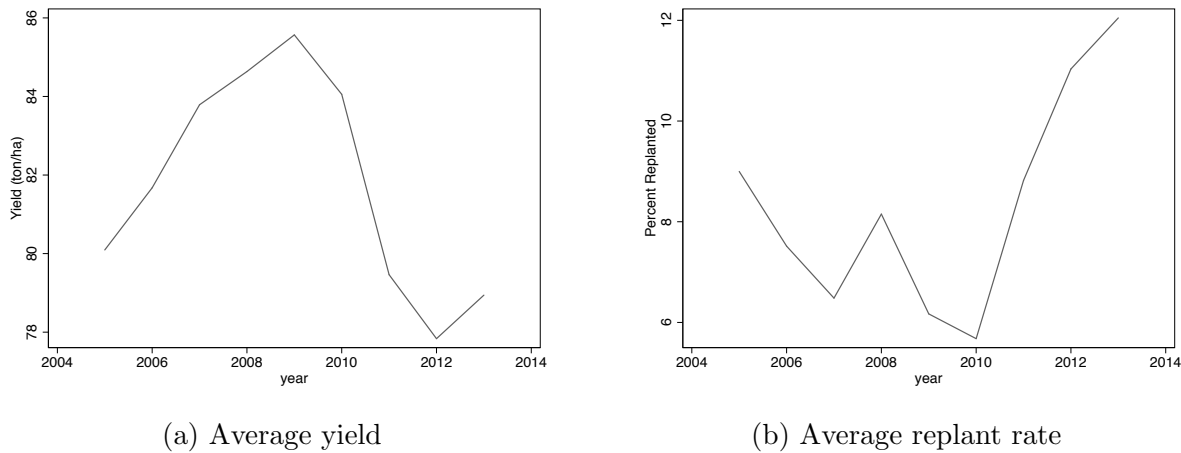 Yield (ton/ha)
86
84
82
80
78
2004 2006 2008 2010 2012 2014
year
(a) Average yield
Percent Replanted
12
10
8
6
2004 2006 2008 2010 2012 2014
year
(b) Average replant rate